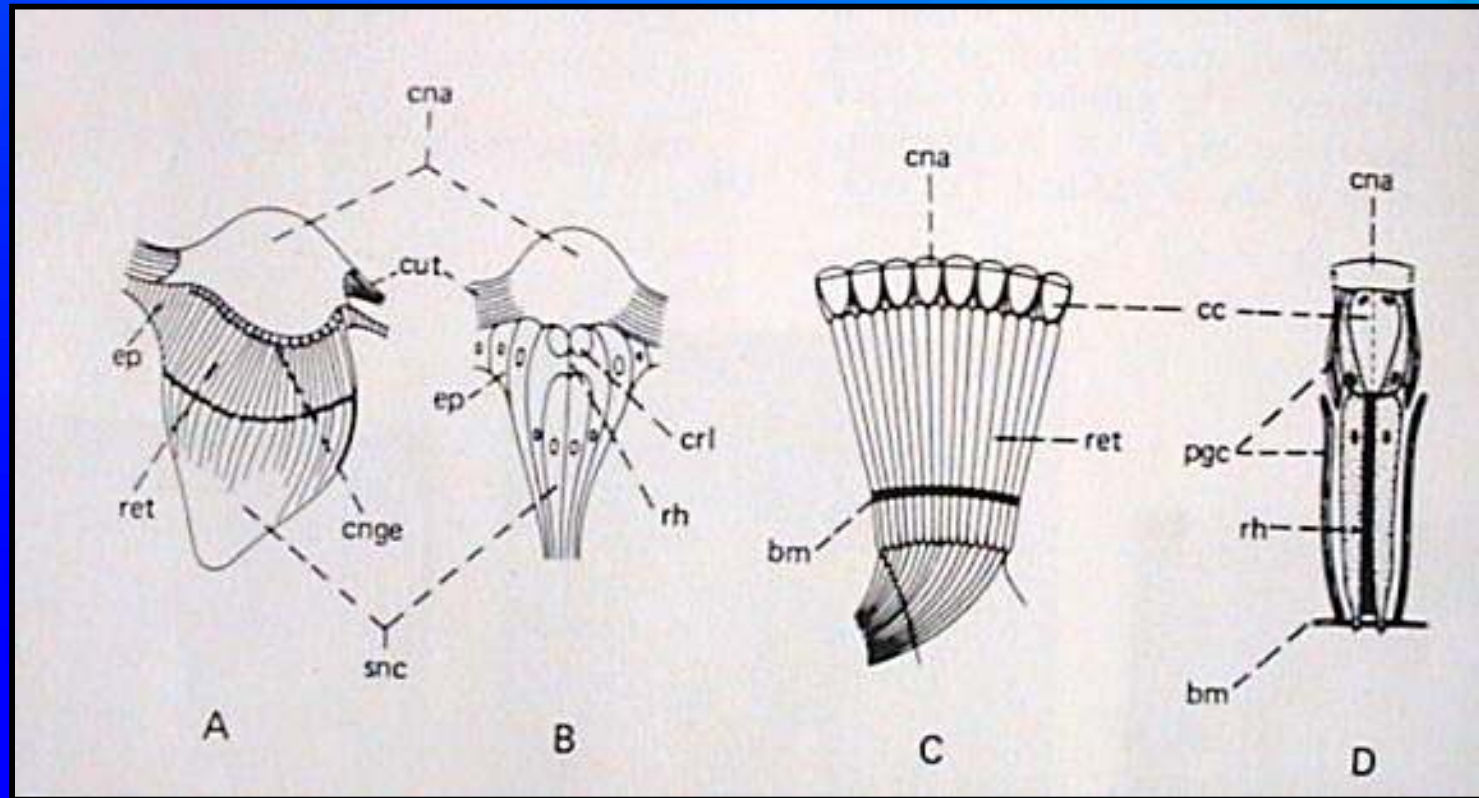 cna
cut
ep
ret
cnge
snc
ep
crl
rh
cna
cc
ret
bm
cna
pgc
rh
bm
A
B
C
D